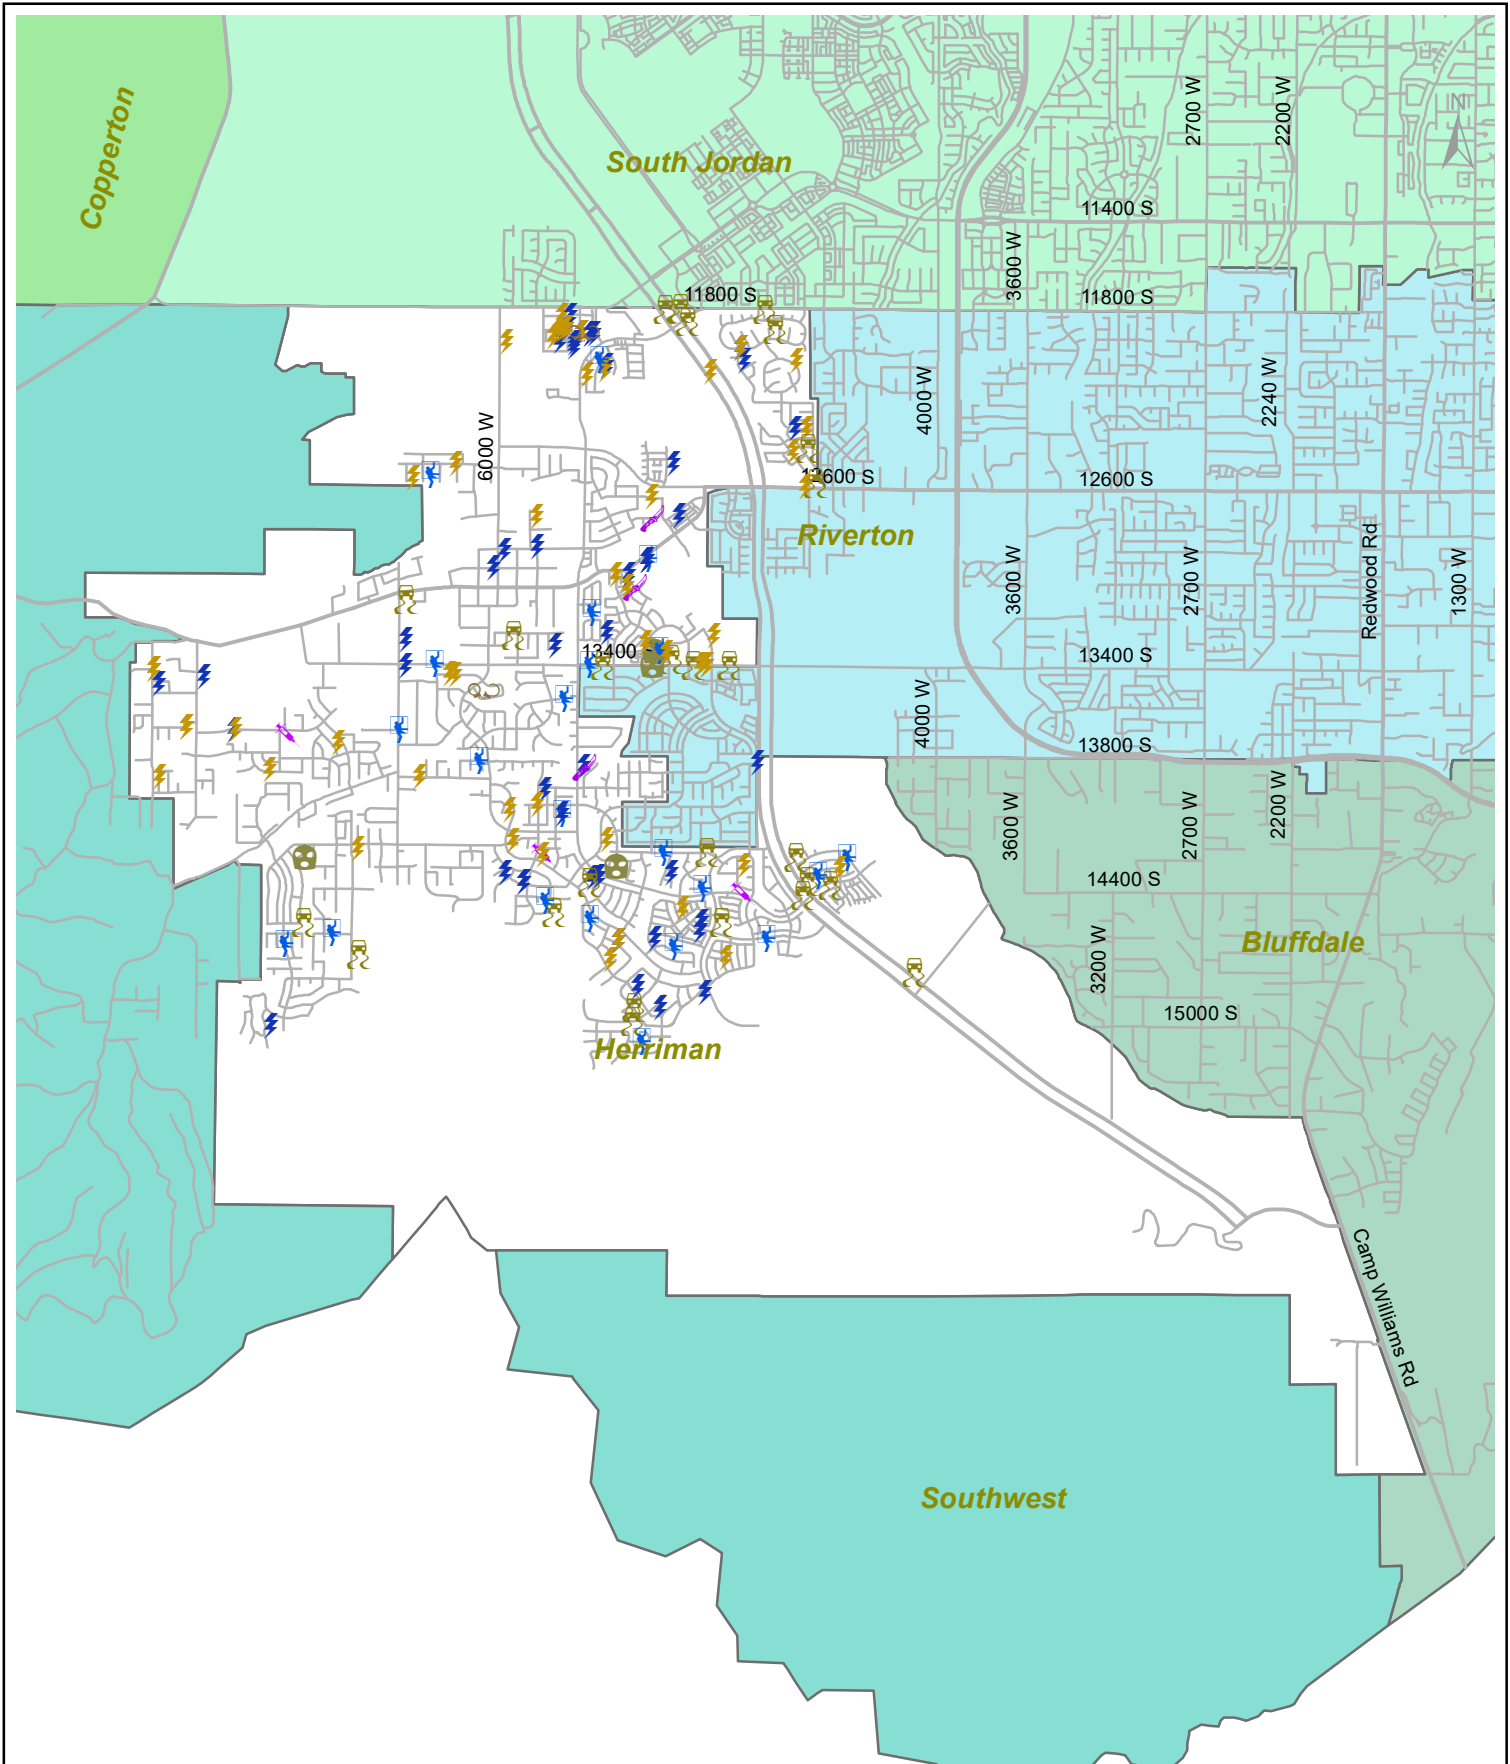 Copperton
South Jordan
2700 W
2200 W
N
11400 S
3600 W
11800 S
11800 S
4000 W
2240 W
6000 W
12600 S
12600 S
Riverton
3600 W
2700 W
Redwood Rd
1300 W
13400 S
13400 S
4000 W
13800 S
3600 W
2700 W
2200 W
14400 S
3200 W
Bluffdale
15000 S
Herriman
Camp Williams Rd
Southwest